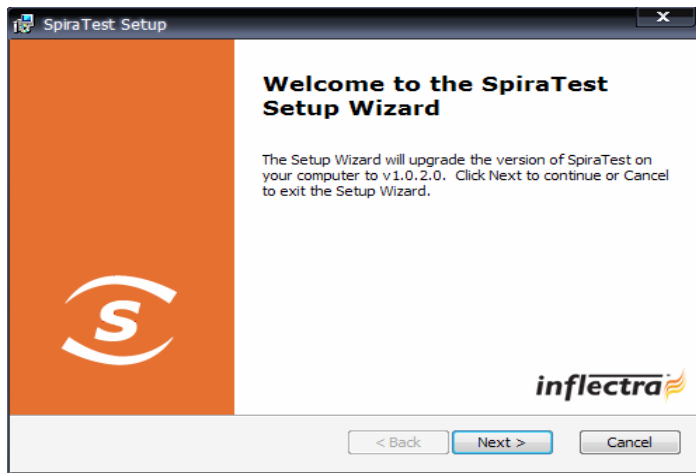 SpiraTest Setup
x
Welcome to the SpiraTest
Setup Wizard
The Setup Wizard will upgrade the version of SpiraTest on
your computer to v1.0.2.0. Click Next to continue or Cancel
to exit the Setup Wizard.
S
inflectra
< Back Next > Cancel